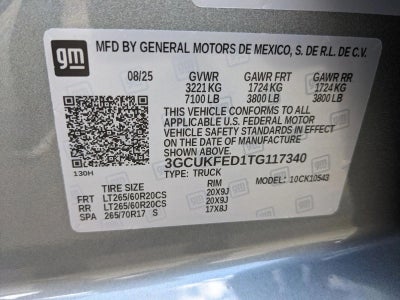 gm
MFD BY GENERAL MOTORS DE MEXICO, S. DE R.L. DE C.V.
08/25 GVWR GAWR FRT GAWR RR
3221 KG 1724 KG 1724 KG
7100 LB 3800 LB 3800 LB
THIS VEHICLE CONFORMS TO ALL
APPLICABLE U.S. FEDERAL MOTOR
VEHICLE SAFETY STANDARDS IN
EFFECT ON THE DATE OF
MANUFACTURE SHOWN ABOVE.
3GCUKFED1TG117340
130H TYPE: TRUCK MODEL: 10CK10543
TIRE SIZE RIM
FRT LT265/60R20CS 20X9J
RR LT265/60R20CS 20X9J
SPA 265/70R17 S 17X8J